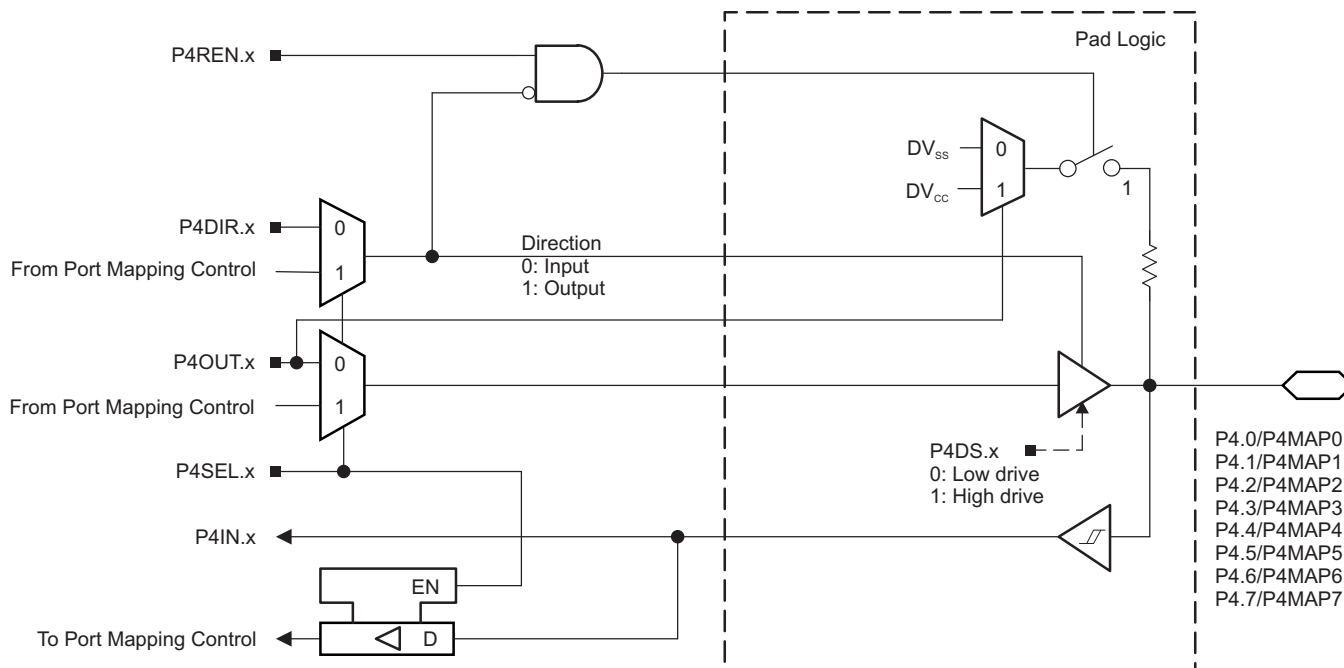 Pad Logic
P4REN.x
DVSS
0
DVCC
1
1
P4DIR.x
0
From Port Mapping Control
1
Direction
0: Input
1: Output
P4OUT.x
0
From Port Mapping Control
1
P4SEL.x
P4DS.x
0: Low drive
1: High drive
P4.0/P4MAP0
P4.1/P4MAP1
P4.2/P4MAP2
P4.3/P4MAP3
P4.4/P4MAP4
P4.5/P4MAP5
P4.6/P4MAP6
P4.7/P4MAP7
P4IN.x
EN
To Port Mapping Control
D